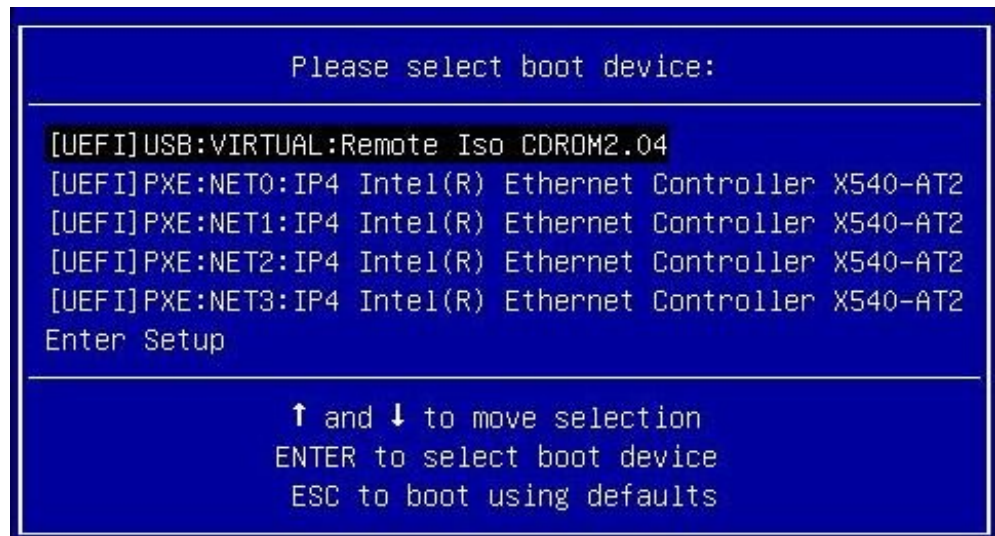 Please select boot device:
[UEFI]USB:VIRTUAL:Remote Iso CDROM2.04
[UEFI]PXE:NET0:IP4 Intel(R) Ethernet Controller X540-AT2
[UEFI]PXE:NET1:IP4 Intel(R) Ethernet Controller X540-AT2
[UEFI]PXE:NET2:IP4 Intel(R) Ethernet Controller X540-AT2
[UEFI]PXE:NET3:IP4 Intel(R) Ethernet Controller X540-AT2
Enter Setup
↑ and ↓ to move selection
ENTER to select boot device
ESC to boot using defaults